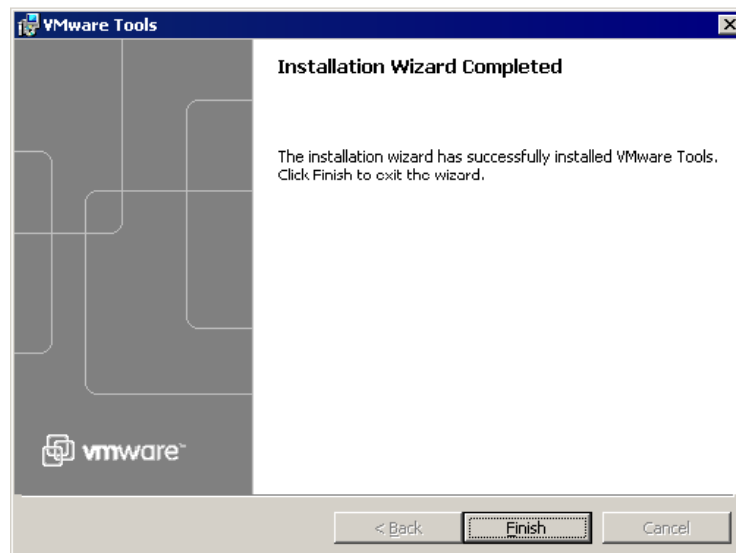 VMware Tools
Installation Wizard Completed
The installation wizard has successfully installed VMware Tools.
Click Finish to exit the wizard.
vmware™
< Back
Finish
Cancel